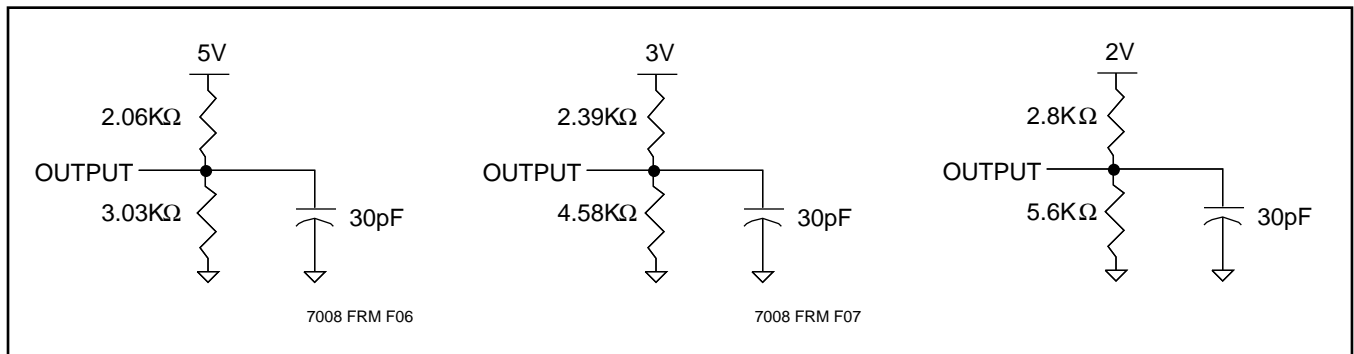 5V
2.06KΩ
OUTPUT
3.03KΩ
30pF
7008 FRM F06
3V
2.39KΩ
OUTPUT
4.58KΩ
30pF
7008 FRM F07
2V
2.8KΩ
OUTPUT
5.6KΩ
30pF